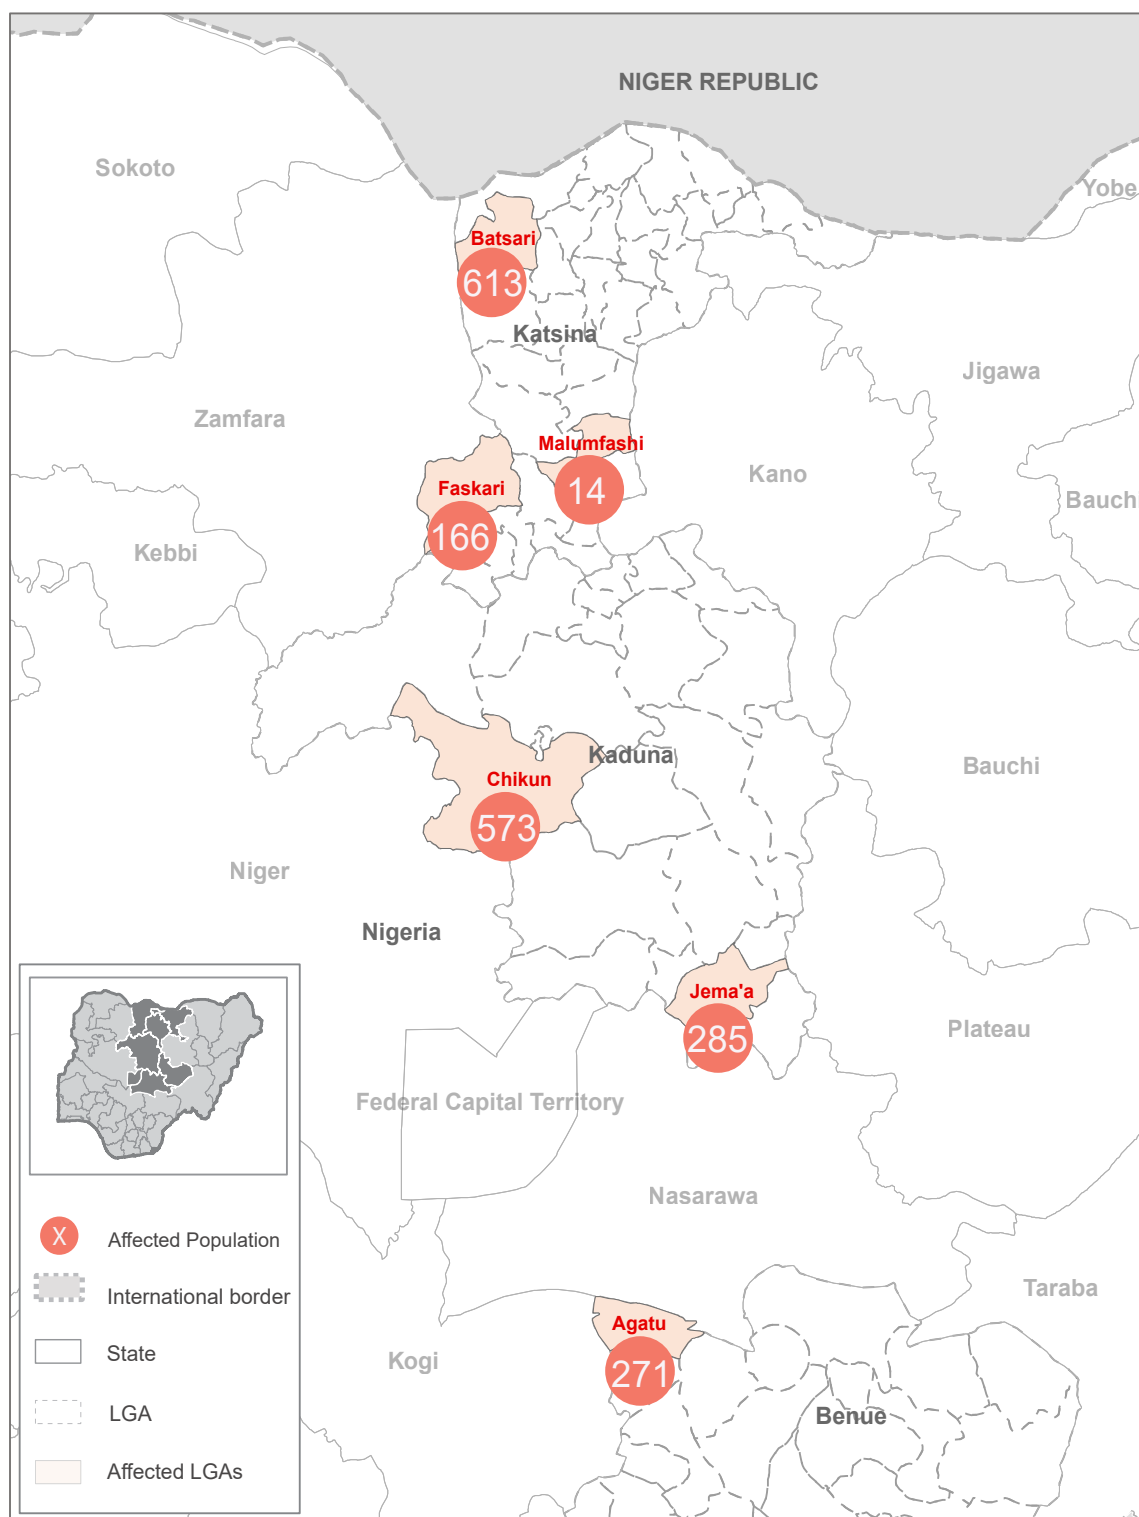 NIGER REPUBLIC
Sokoto
Yobe
Batsari
613
Katsina
Jigawa
Zamfara
Malumfashi
Kano
Faskari
14
Bauchi
166
Kebbi
Kaduna
Bauchi
Chikun
573
Niger
Nigeria
Jema'a
Plateau
285
Federal Capital Territory
Nasarawa
X Affected Population
International border
Taraba
Agatu
State
Kogi
271
LGA
Benue
Affected LGAs